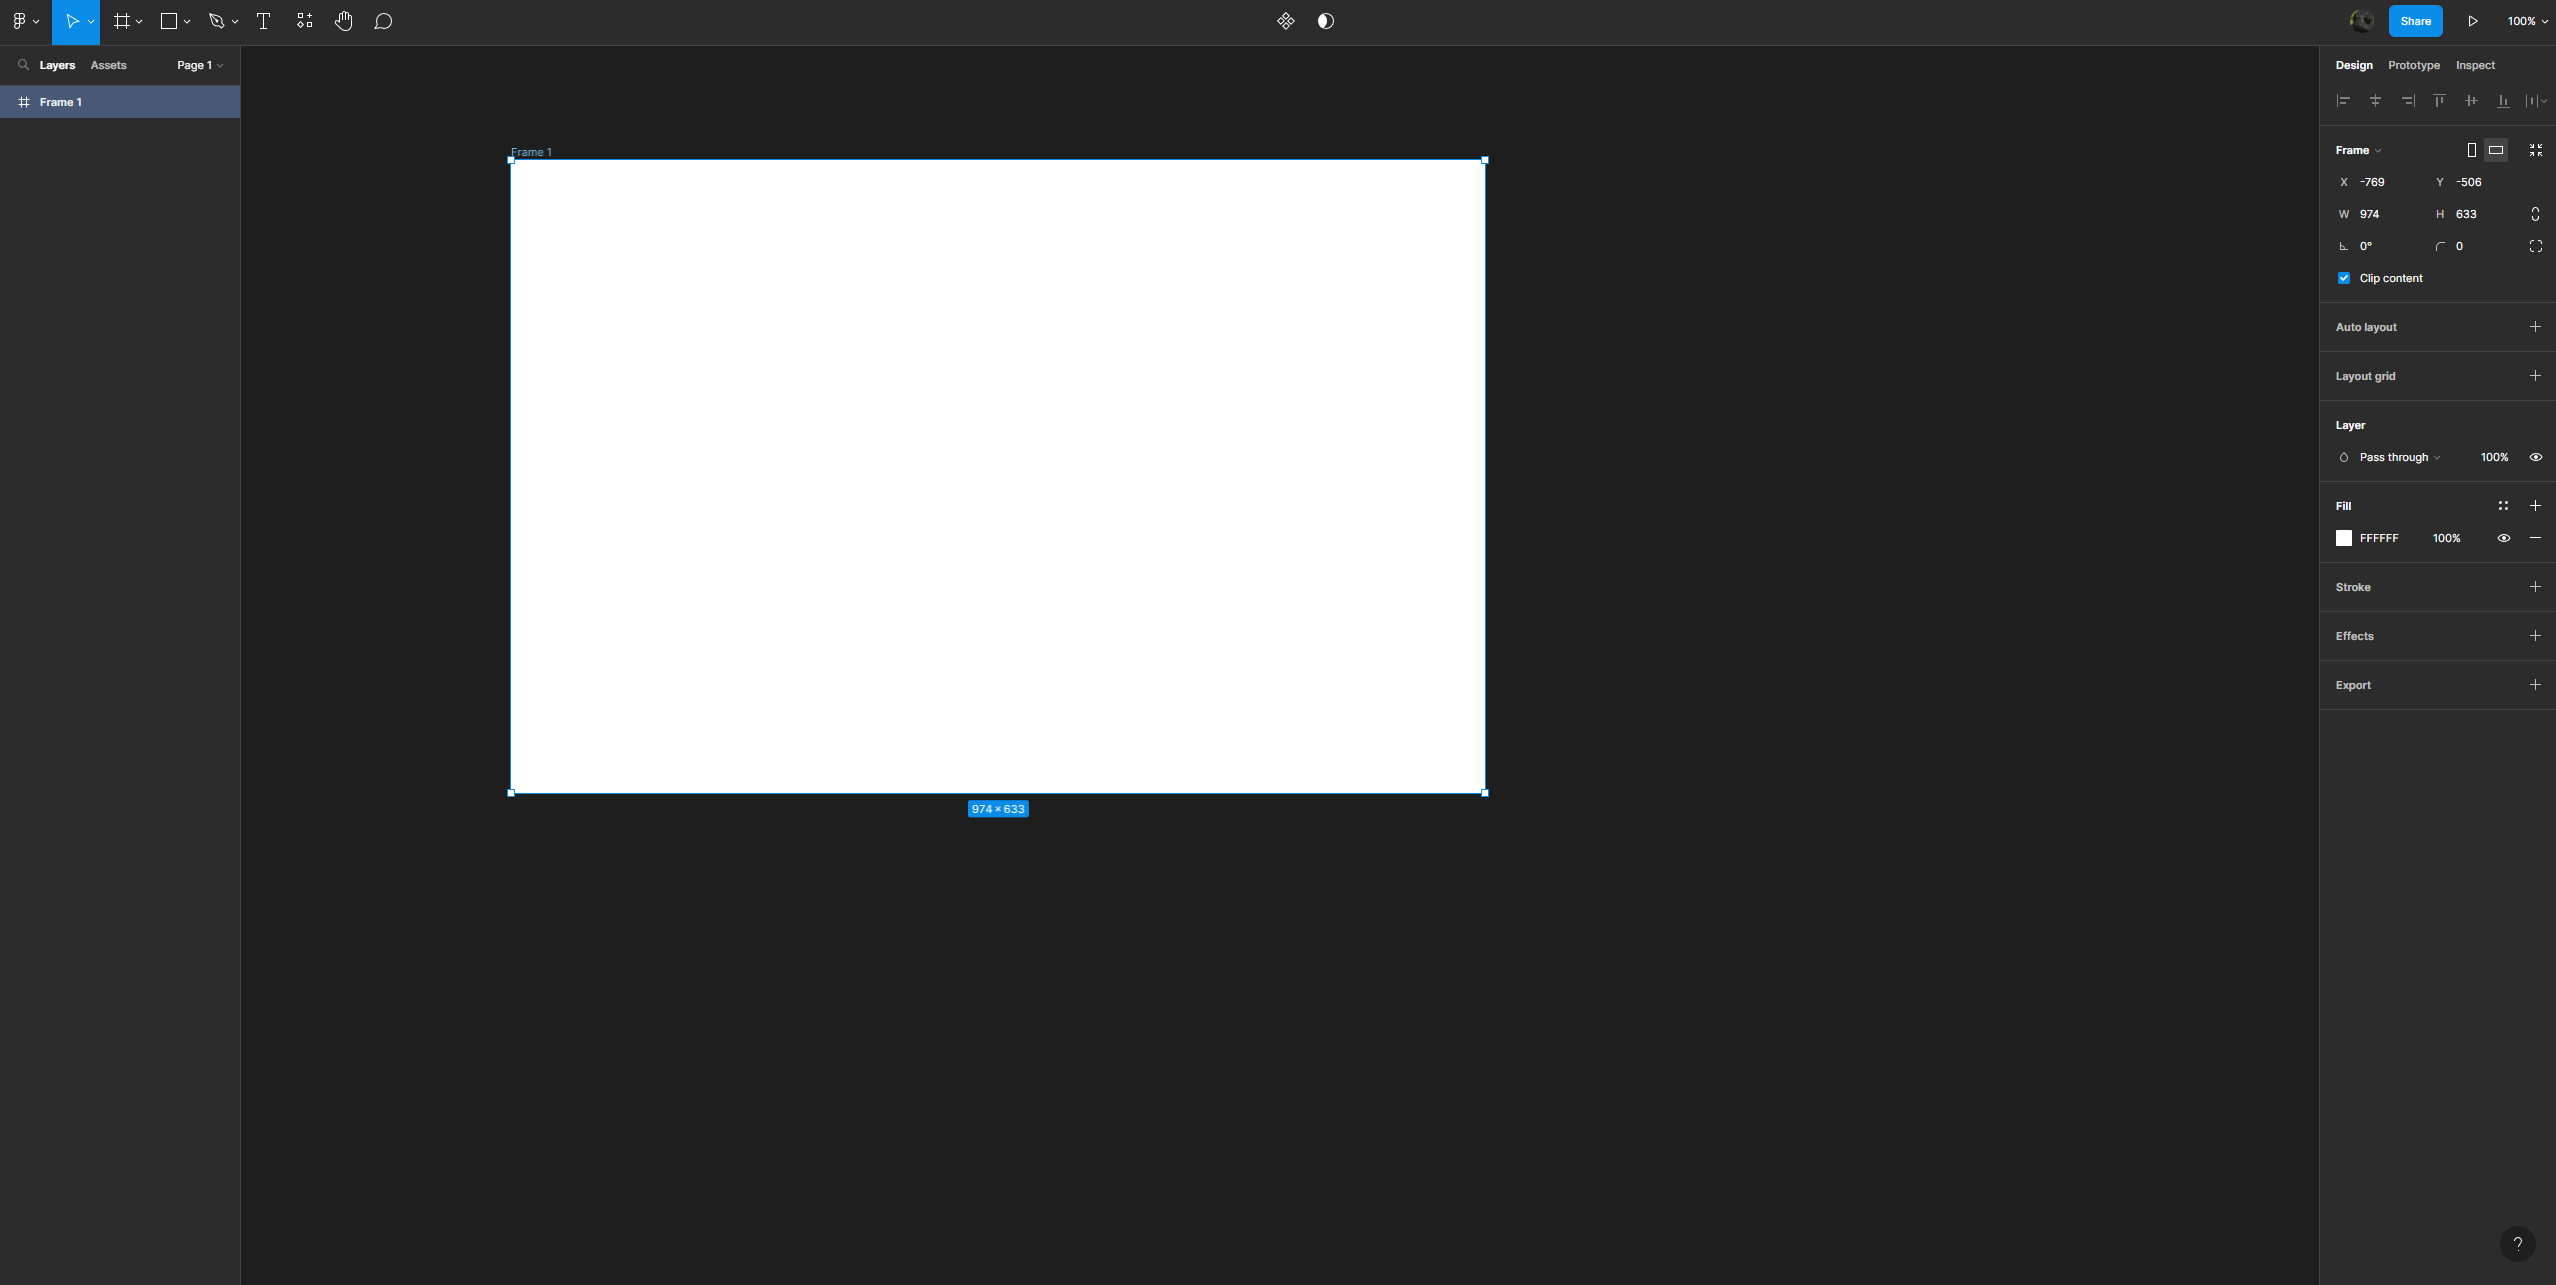 Share
100%
Layers Assets Page 1
Frame 1
Frame 1
974 × 633
Design Prototype Inspect
Frame
X -769 Y -506
W 974 H 633
0° 0
Clip content
Auto layout
Layout grid
Layer
Pass through 100%
Fill
FFFFFF 100%
Stroke
Effects
Export
?